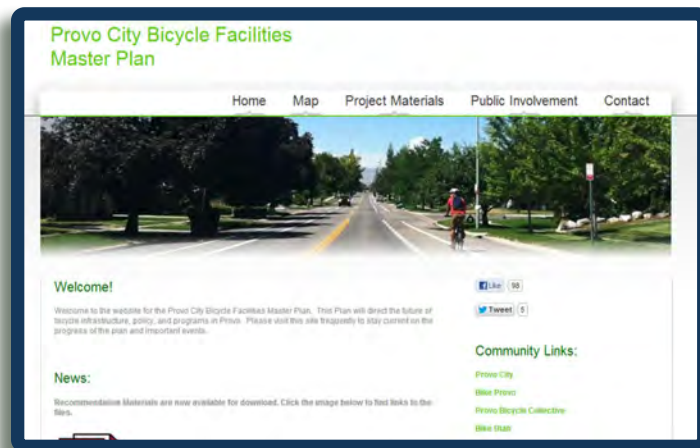 Provo City Bicycle Facilities
Master Plan
Home Map Project Materials Public Involvement Contact
Welcome!
Welcome to the website for the Provo City Bicycle Facilities Master Plan. This Plan will direct the future of
bicycle infrastructure, policy, and programs in Provo. Please visit this site frequently to stay current on the
progress of the plan and important events.
News:
Recommendation Materials are now available for download. Click the image below to find links to the
files.
Like 98
Tweet 5
Community Links:
Provo City
Bike Provo
Provo Bicycle Collective
Bike Utah